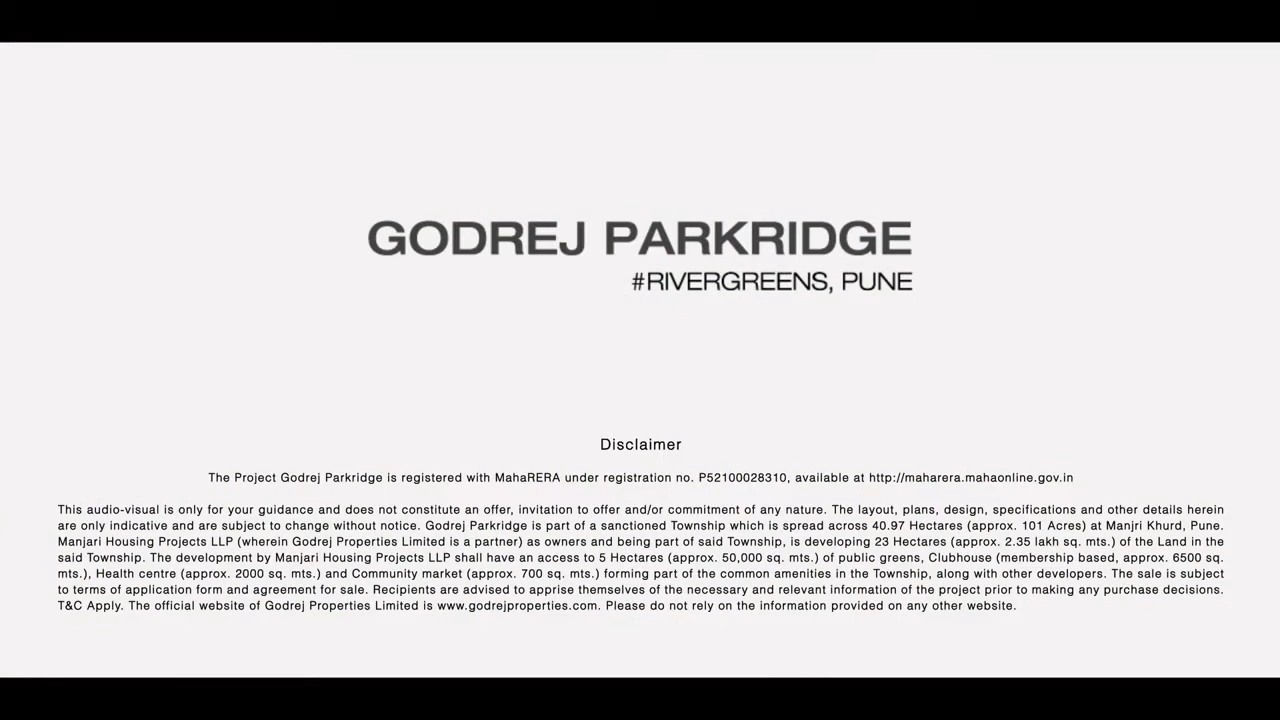 GODREJ PARKRIDGE
#RIVERGREENS, PUNE
Disclaimer
The Project Godrej Parkridge is registered with MahaRERA under registration no. P52100028310, available at http://maharera.mahaonline.gov.in
This audio-visual is only for your guidance and does not constitute an offer, invitation to offer and/or commitment of any nature. The layout, plans, design, specifications and other details herein
are only indicative and are subject to change without notice. Godrej Parkridge is part of a sanctioned Township which is spread across 40.97 Hectares (approx. 101 Acres) at Manjri Khurd, Pune.
Manjari Housing Projects LLP (wherein Godrej Properties Limited is a partner) as owners and being part of said Township, is developing 23 Hectares (approx. 2.35 lakh sq. mts.) of the Land in the
said Township. The development by Manjari Housing Projects LLP shall have an access to 5 Hectares (approx. 50,000 sq. mts.) of public greens, Clubhouse (membership based, approx. 6500 sq.
mts.), Health centre (approx. 2000 sq. mts.) and Community market (approx. 700 sq. mts.) forming part of the common amenities in the Township, along with other developers. The sale is subject
to terms of application form and agreement for sale. Recipients are advised to apprise themselves of the necessary and relevant information of the project prior to making any purchase decisions.
T&C Apply. The official website of Godrej Properties Limited is www.godrejproperties.com. Please do not rely on the information provided on any other website.